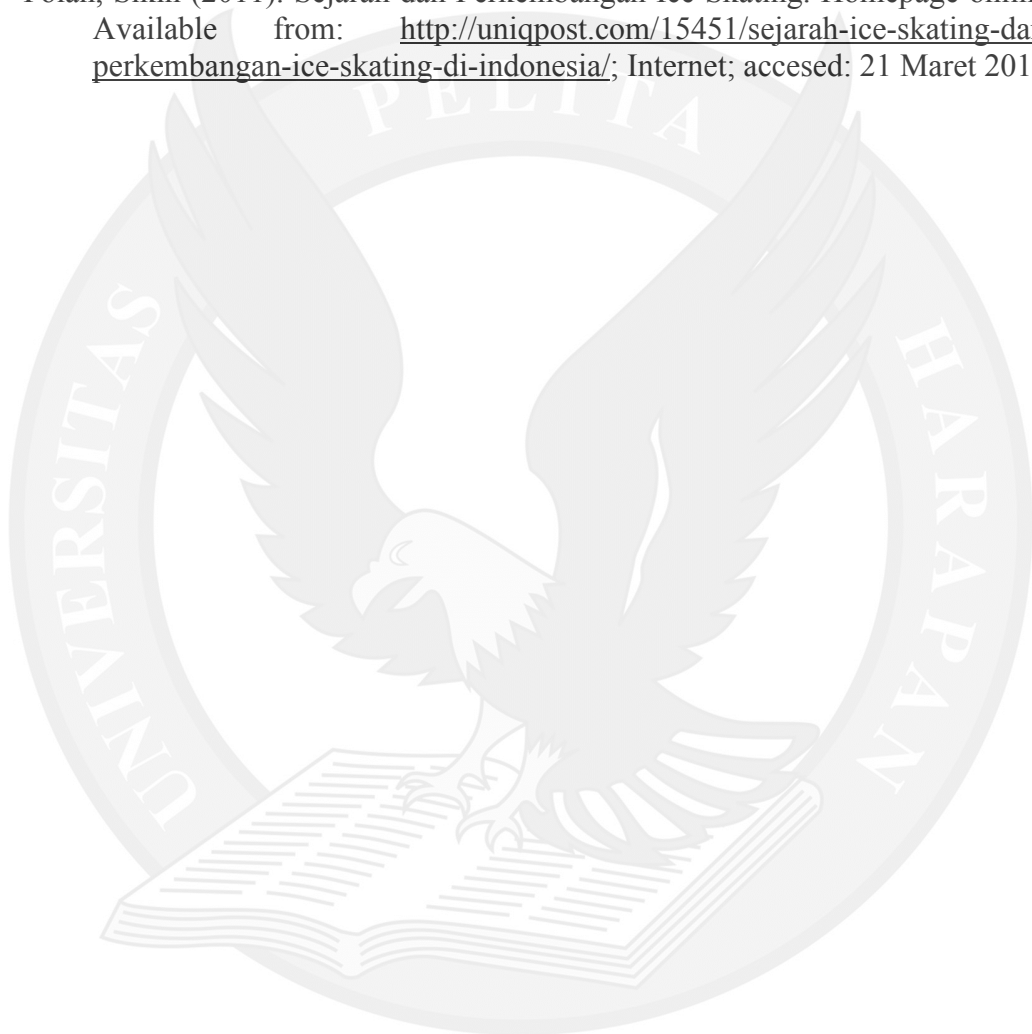 (2011). Sejarah dan Perkembangan Ice Skating. Homepage
Available from: http://uniqpost.com/15451/sejarah-ice-skating-da
perkembangan-ice-skating-di-indonesia/; Internet; accesed: 21 Maret 201
UNIVERSITAS PELITA HARAPAN